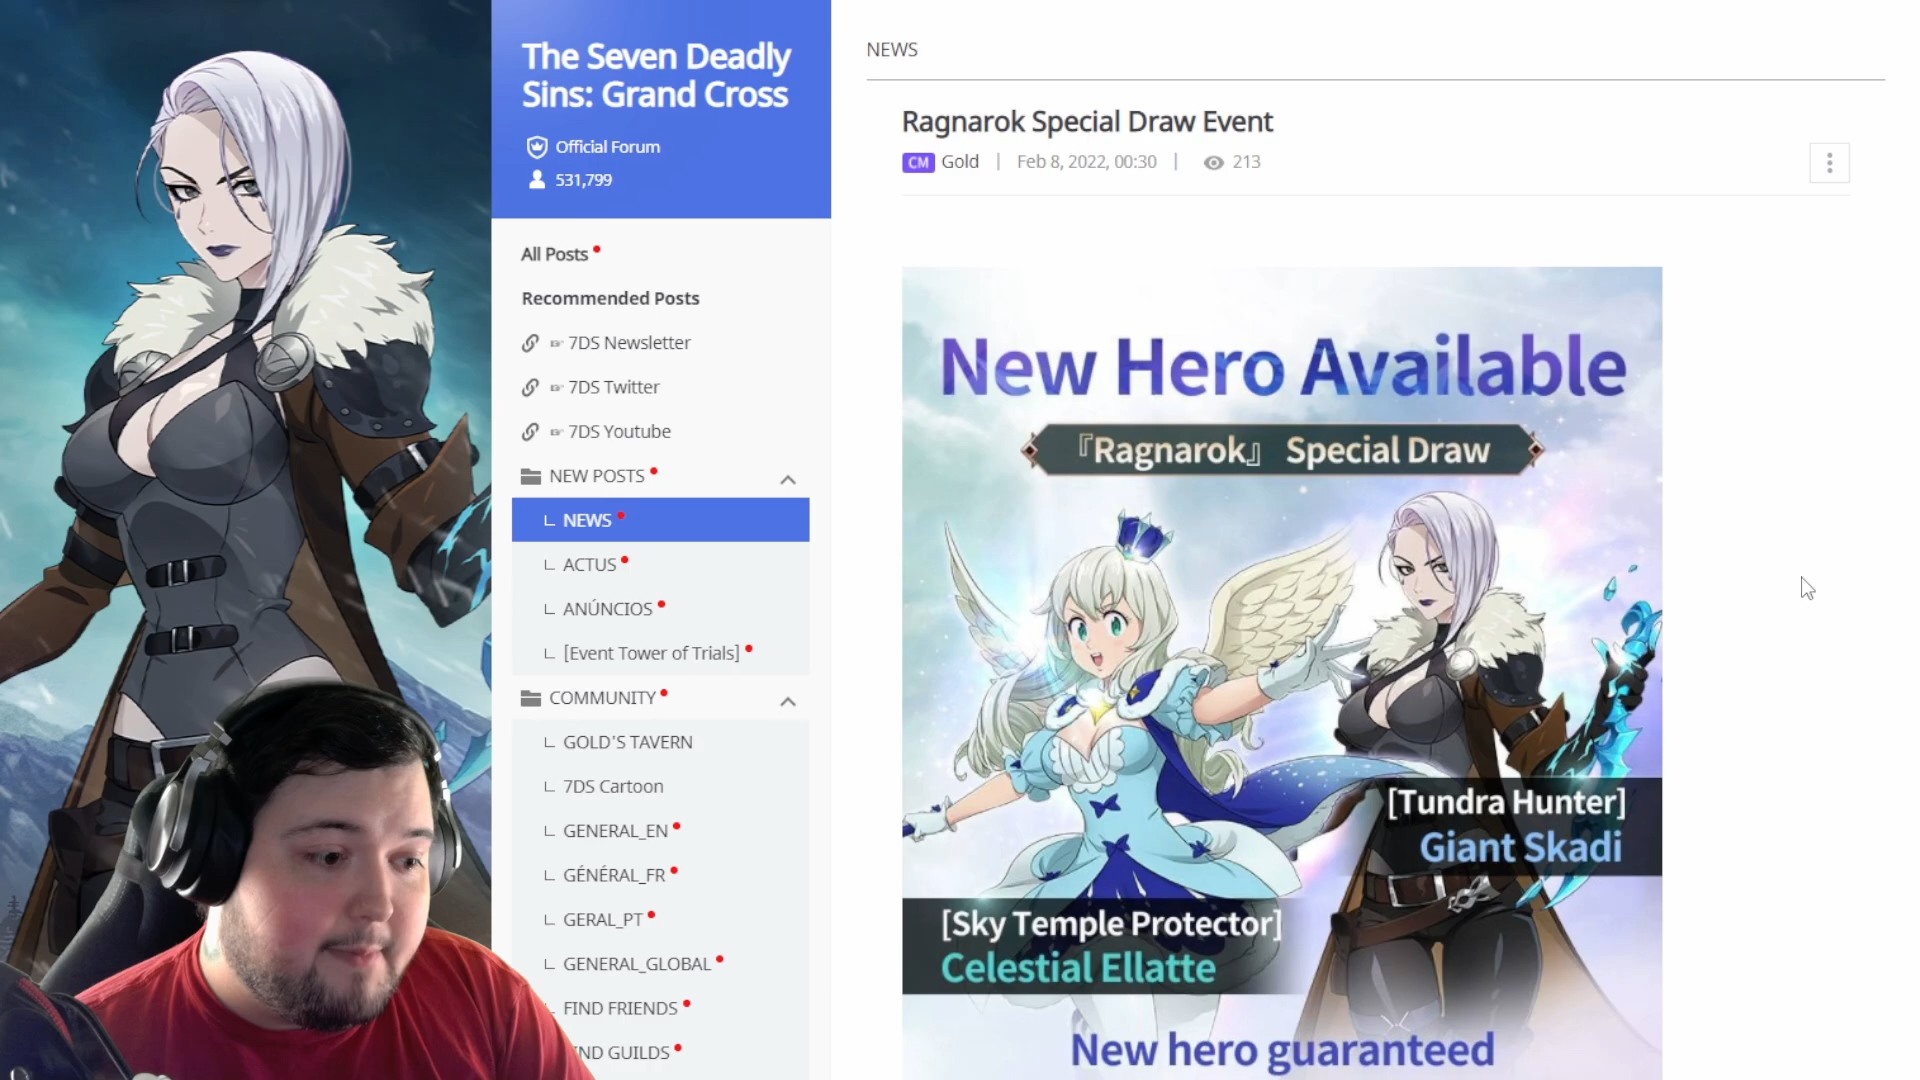 The Seven Deadly
Sins: Grand Cross
Official Forum
531,799
All Posts
Recommended Posts
☞ 7DS Newsletter
☞ 7DS Twitter
☞ 7DS Youtube
NEW POSTS
NEWS
ACTUS
ANÚNCIOS
[Event Tower of Trials]
COMMUNITY
GOLD'S TAVERN
7DS Cartoon
GENERAL_EN
GÉNÉRAL_FR
GERAL_PT
GENERAL_GLOBAL
FIND FRIENDS
GUILDS
NEWS
Ragnarok Special Draw Event
CM Gold | Feb 8, 2022, 00:30 | 213
New Hero Available
『Ragnarok』 Special Draw
[Tundra Hunter]
Giant Skadi
[Sky Temple Protector]
Celestial Ellatte
New hero guaranteed